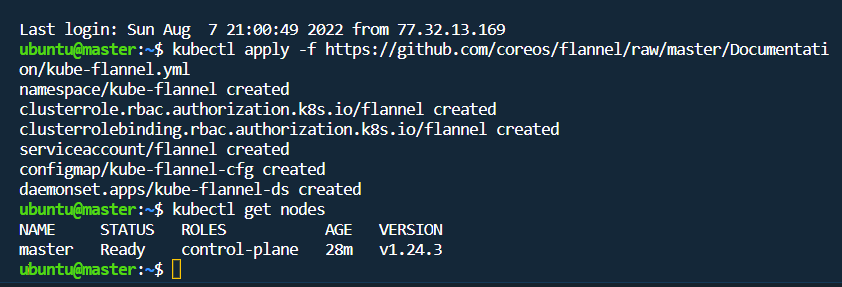 Last login: Sun Aug  7 21:00:49 2022 from 77.32.13.169
ubuntu@master:~$ kubectl apply -f https://github.com/coreos/flannel/raw/master/Documentati
on/kube-flannel.yml
namespace/kube-flannel created
clusterrole.rbac.authorization.k8s.io/flannel created
clusterrolebinding.rbac.authorization.k8s.io/flannel created
serviceaccount/flannel created
configmap/kube-flannel-cfg created
daemonset.apps/kube-flannel-ds created
ubuntu@master:~$ kubectl get nodes
NAME     STATUS   ROLES           AGE   VERSION
master   Ready    control-plane   28m   v1.24.3
ubuntu@master:~$